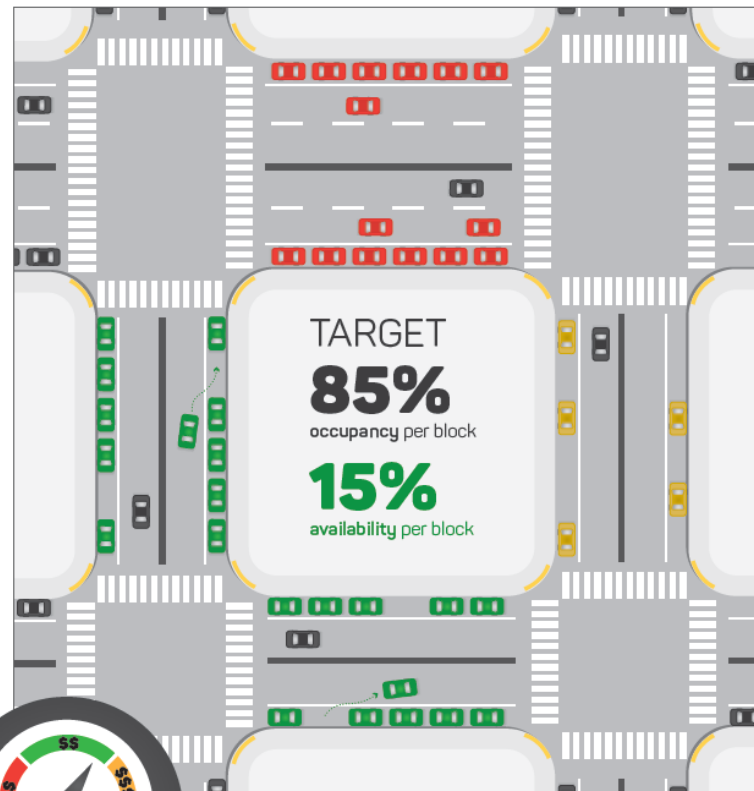 TARGET
85%
occupancy per block
15%
availability per block
$$